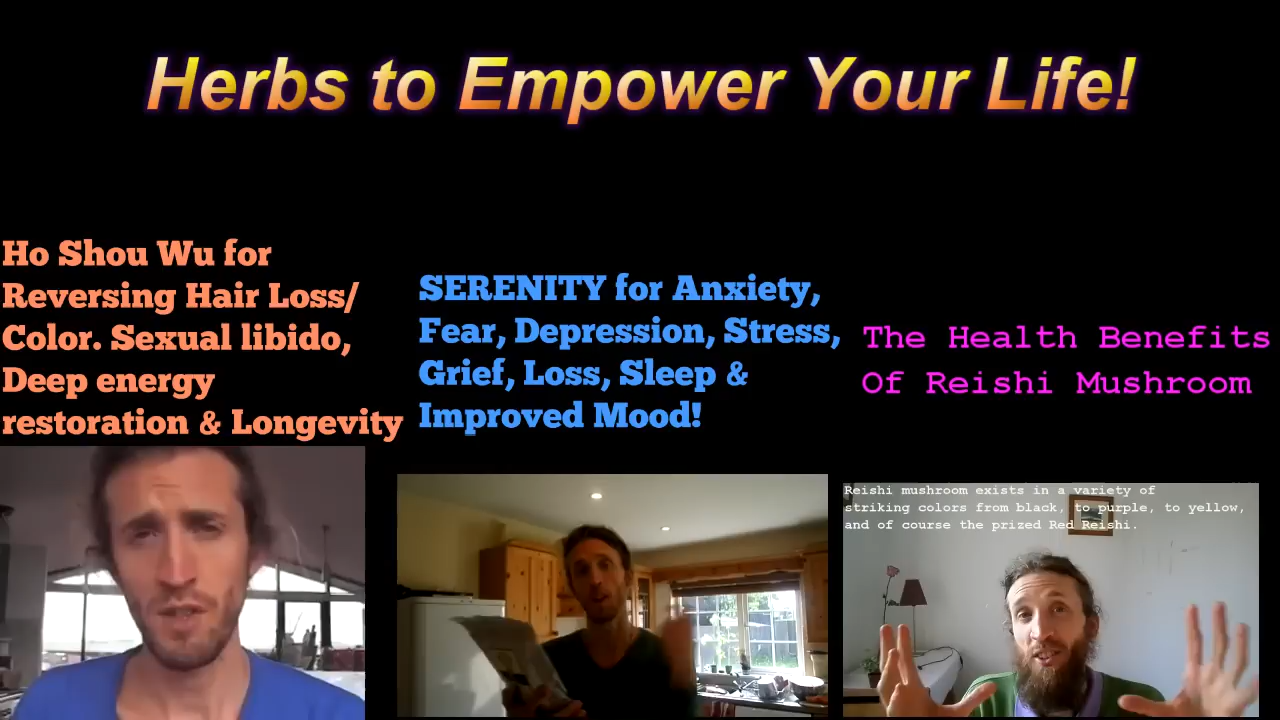 Herbs to Empower Your Life!
Ho Shou Wu for
Reversing Hair Loss/
Color. Sexual libido,
Deep energy
restoration & Longevity
SERENITY for Anxiety,
Fear, Depression, Stress,
Grief, Loss, Sleep &
Improved Mood!
The Health Benefits
Of Reishi Mushroom
Reishi mushroom exists in a variety of
striking colors from black, to purple, to yellow,
and of course the prized Red Reishi.